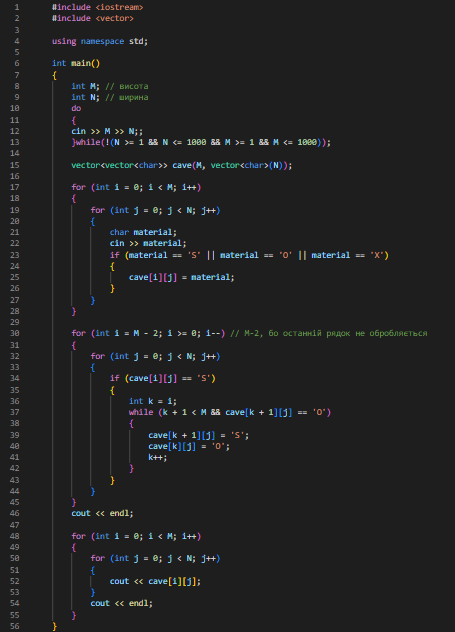 1 #include <iostream>
2 #include <vector>
3
4 using namespace std;
5
6 int main()
7 {
8 int M; // висота
9 int N; // ширина
10 do
11 {
12 cin >> M >> N;;
13 }while(!(N >= 1 && N <= 1000 && M >= 1 && M <= 1000));
14
15 vector<vector<char>> cave(M, vector<char>(N));
16
17 for (int i = 0; i < M; i++)
18 {
19 for (int j = 0; j < N; j++)
20 {
21 char material;
22 cin >> material;
23 if (material == 'S' || material == 'O' || material == 'X')
24 {
25 cave[i][j] = material;
26 }
27 }
28 }
29
30 for (int i = M - 2; i >= 0; i--) // M-2, бо останній рядок не обробляється
31 {
32 for (int j = 0; j < N; j++)
33 {
34 if (cave[i][j] == 'S')
35 {
36 int k = i;
37 while (k + 1 < M && cave[k + 1][j] == 'O')
38 {
39 cave[k + 1][j] = 'S';
40 cave[k][j] = 'O';
41 k++;
42 }
43 }
44 }
45 }
46 cout << endl;
47
48 for (int i = 0; i < M; i++)
49 {
50 for (int j = 0; j < N; j++)
51 {
52 cout << cave[i][j];
53 }
54 cout << endl;
55 }
56 }